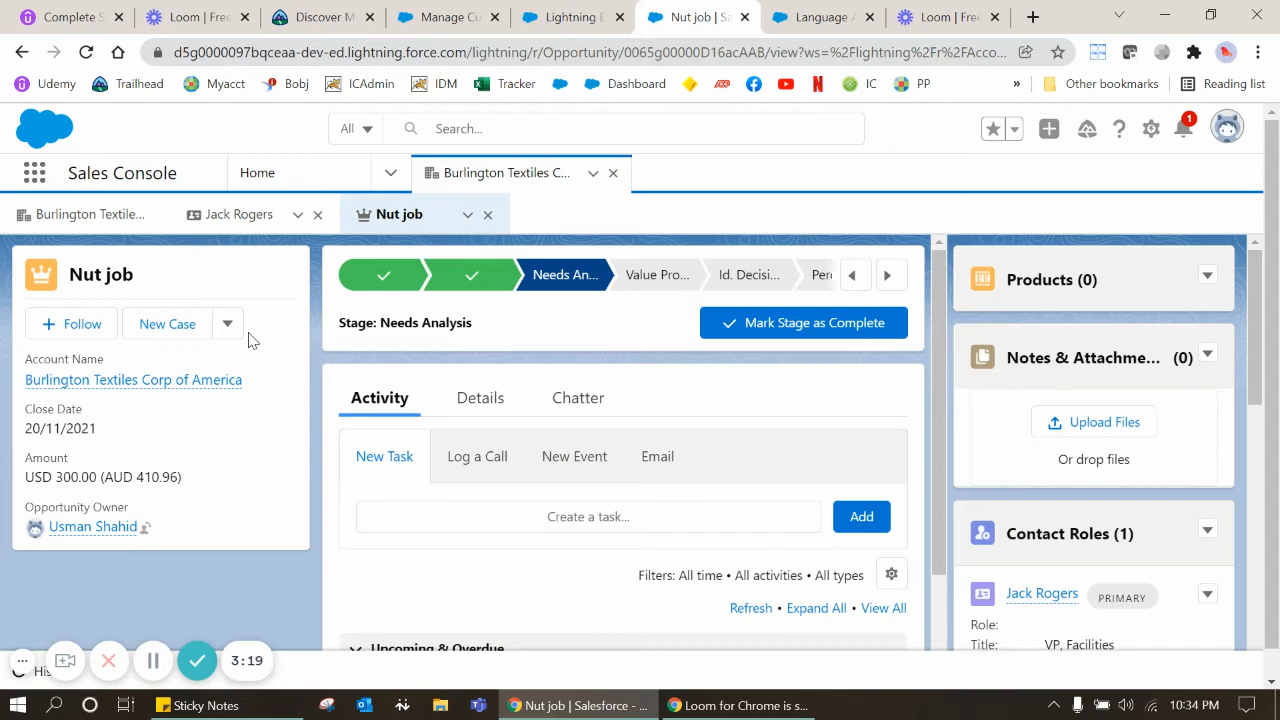 Complete S
Loom | Free
Discover M
Manage Cu
Lightning E
Nut job | Sa
Language A
Loom | Free
d5g0000097bqceaa-dev-ed.lightning.force.com/lightning/r/Opportunity/0065g00000D16acAAB/view?ws=%2Flightning%2Fr%2FAcco...
Udemy
Trailhead
Myacct
Bobj
ICAdmin
IDM
Tracker
Dashboard
IC
PP
»
Other bookmarks
Reading list
All
Search...
1
Sales Console
Home
Burlington Textiles C...
Burlington Textile...
Jack Rogers
Nut job
Nut job
Follow
New Case
Account Name
Burlington Textiles Corp of America
Close Date
20/11/2021
Amount
USD 300.00 (AUD 410.96)
Opportunity Owner
Usman Shahid
Needs An...
Value Pro...
Id. Decisi...
Per
Stage: Needs Analysis
Mark Stage as Complete
Activity
Details
Chatter
New Task
Log a Call
New Event
Email
Create a task...
Add
Filters: All time • All activities • All types
Refresh • Expand All • View All
Upcoming & Overdue
Products (0)
Notes & Attachme... (0)
Upload Files
Or drop files
Contact Roles (1)
Jack Rogers
PRIMARY
Role:
Title:
VP, Facilities
3:19
His
Sticky Notes
Nut job | Salesforce - ...
Loom for Chrome is s...
10:34 PM